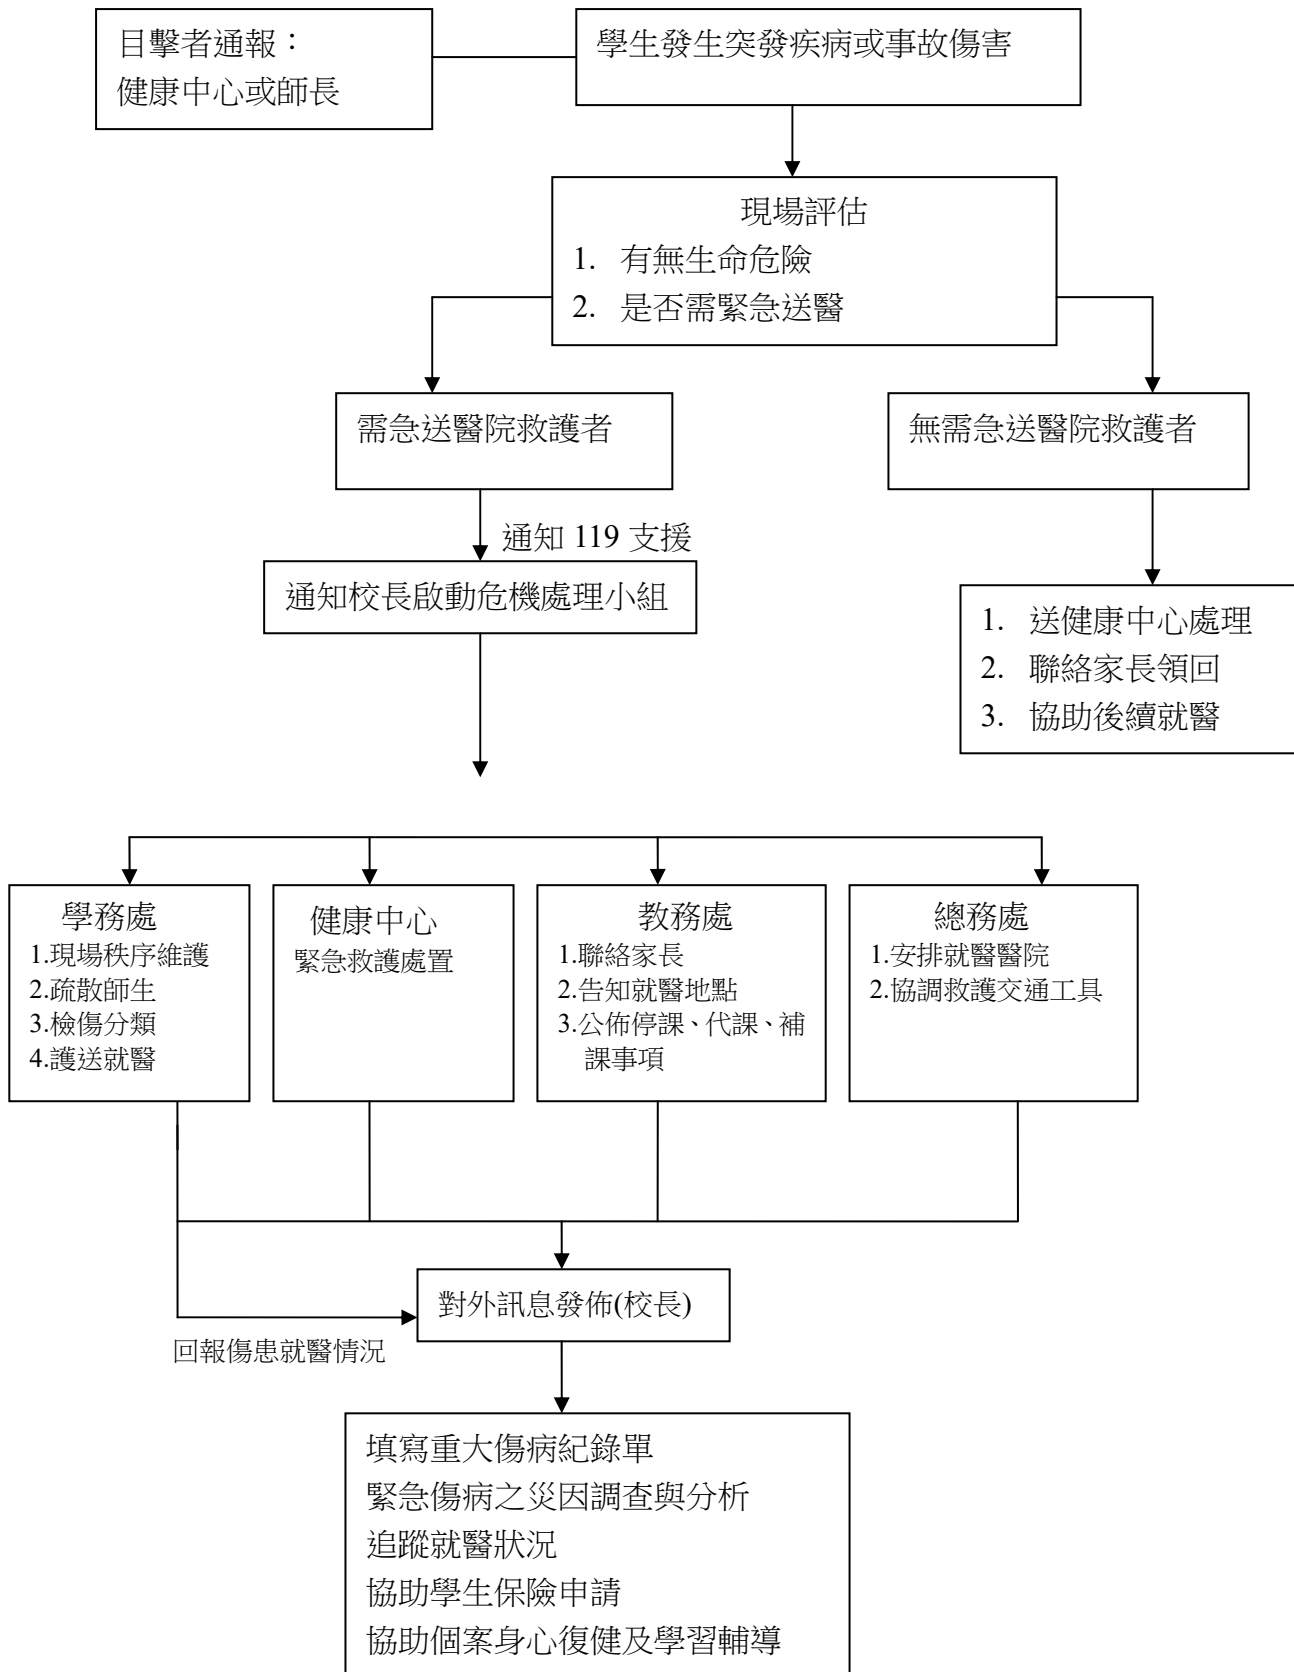 目擊者通報：
健康中心或師長
學生發生突發疾病或事故傷害
現場評估
1. 有無生命危險
2. 是否需緊急送醫
需急送醫院救護者
無需急送醫院救護者
通知 119 支援
通知校長啟動危機處理小組
1. 送健康中心處理
2. 聯絡家長領回
3. 協助後續就醫
學務處
1.現場秩序維護
2.疏散師生
3.檢傷分類
4.護送就醫
健康中心
緊急救護處置
教務處
1.聯絡家長
2.告知就醫地點
3.公佈停課、代課、補
課事項
總務處
1.安排就醫醫院
2.協調救護交通工具
對外訊息發佈(校長)
回報傷患就醫情況
填寫重大傷病紀錄單
緊急傷病之災因調查與分析
追蹤就醫狀況
協助學生保險申請
協助個案身心復健及學習輔導